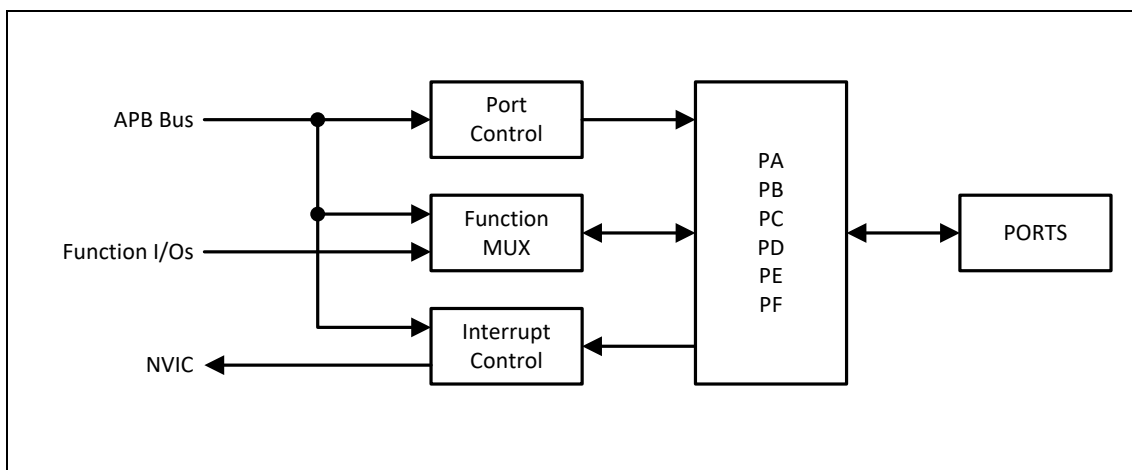 APB Bus
Port
Control
Function I/Os
Function
MUX
NVIC
Interrupt
Control
PA
PB
PC
PD
PE
PF
PORTS